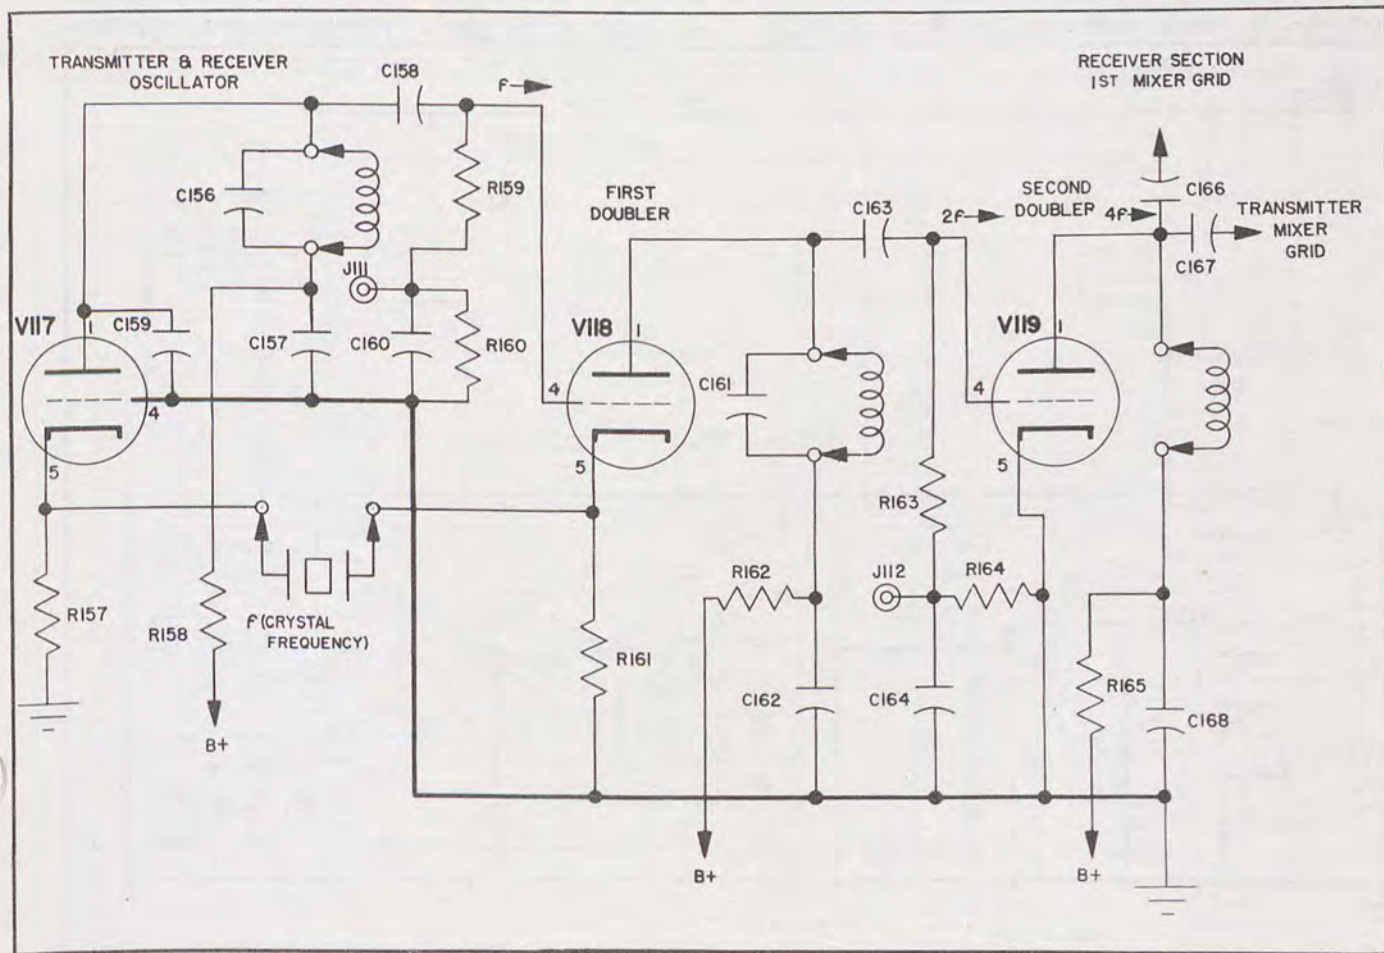 TRANSMITTER & RECEIVER
OSCILLATOR
C158
F
RECEIVER SECTION
1ST MIXER GRID
C156
R159
FIRST
DOUBLER
C163
2F
SECOND
DOUBLER
4F
C166
TRANSMITTER
MIXER
GRID
C167
J111
V117
1
C159
C157
C160
R160
V118
1
C161
V119
1
4
4
4
5
5
5
R163
R157
R158
F (CRYSTAL
FREQUENCY)
R161
R162
J112
R164
C162
C164
R165
C168
B+
B+
B+